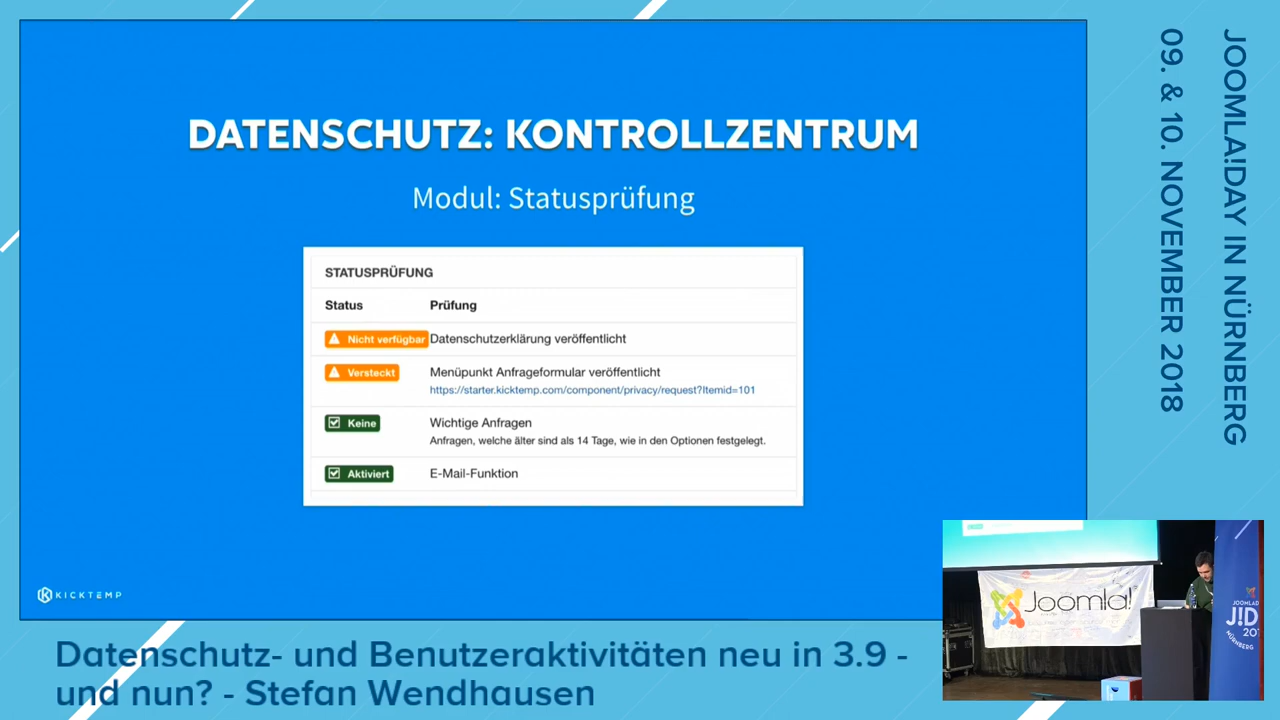 DATENSCHUTZ: KONTROLLZENTRUM
Modul: Statusprüfung
STATUSPRÜFUNG
Status Prüfung
Nicht verfügbar Datenschutzerklärung veröffentlicht
Versteckt Menüpunkt Anfrageformular veröffentlicht
https://starter.kicktemp.com/component/privacy/request?Itemid=101
Keine Wichtige Anfragen
Anfragen, welche älter sind als 14 Tage, wie in den Optionen festgelegt.
Aktiviert E-Mail-Funktion
KICKTEMP
JOOMLA!DAY IN NÜRNBERG
09. & 10. NOVEMBER 2018
Joomla!
JOOMLAD
J!D
NÜRNBERG
Datenschutz- und Benutzeraktivitäten neu in 3.9 -
und nun? - Stefan Wendhausen